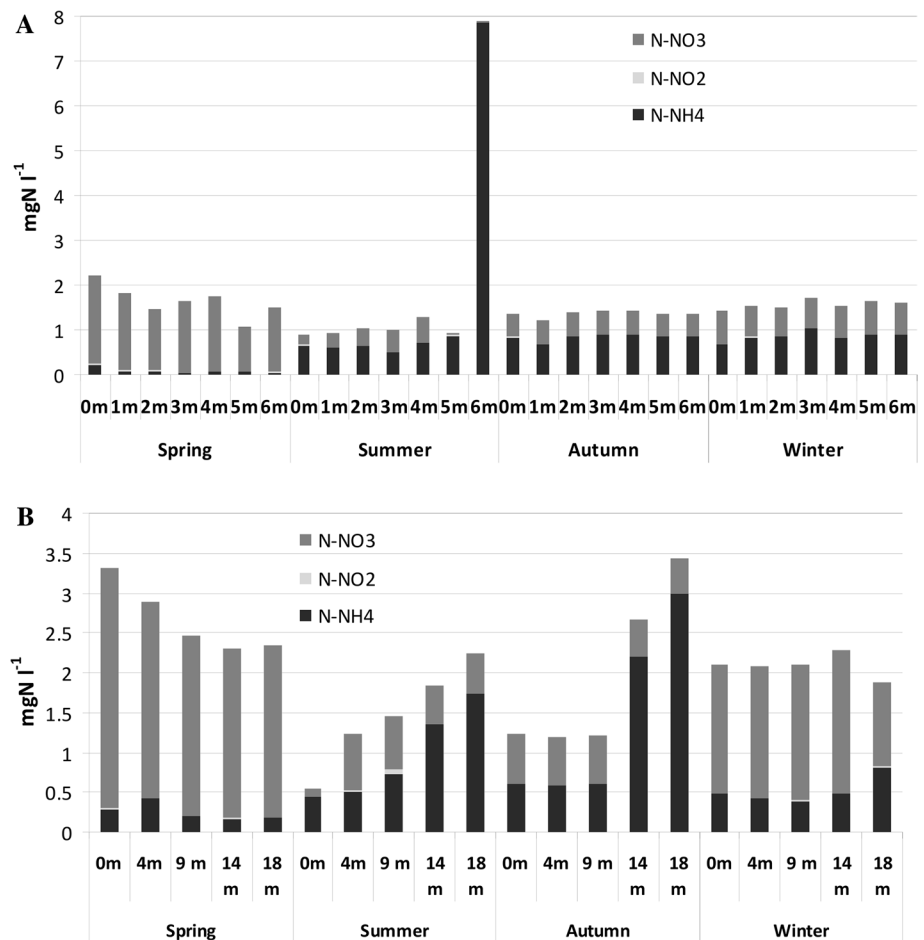 A
8
7
6
5
4
3
2
1
0
mgN l⁻¹
N-NO3
N-NO2
N-NH4
0m 1m 2m 3m 4m 5m 6m 0m 1m 2m 3m 4m 5m 6m 0m 1m 2m 3m 4m 5m 6m 0m 1m 2m 3m 4m 5m 6m
Spring Summer Autumn Winter
B
4
3.5
3
2.5
2
1.5
1
0.5
0
mgN l⁻¹
N-NO3
N-NO2
N-NH4
0m 4m 9 m 14 18 0m 4m 9 m 14 18 0m 4m 9 m 14 18 0m 4m 9 m 14 18
m m m m m m m m
Spring Summer Autumn Winter